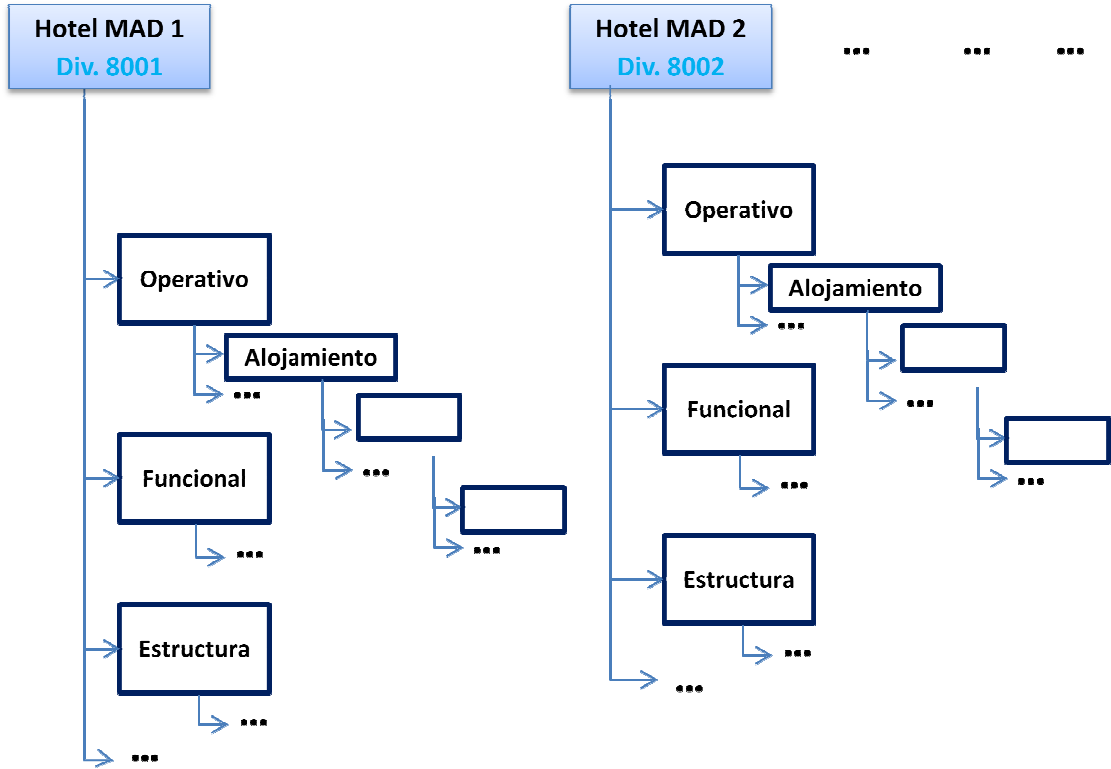 Hotel MAD 1
Div. 8001
Operativo
Alojamiento
...
...
Funcional
...
...
Estructura
...
...
Hotel MAD 2
Div. 8002
Operativo
Alojamiento
...
...
Funcional
...
...
Estructura
...
...
... ... ...